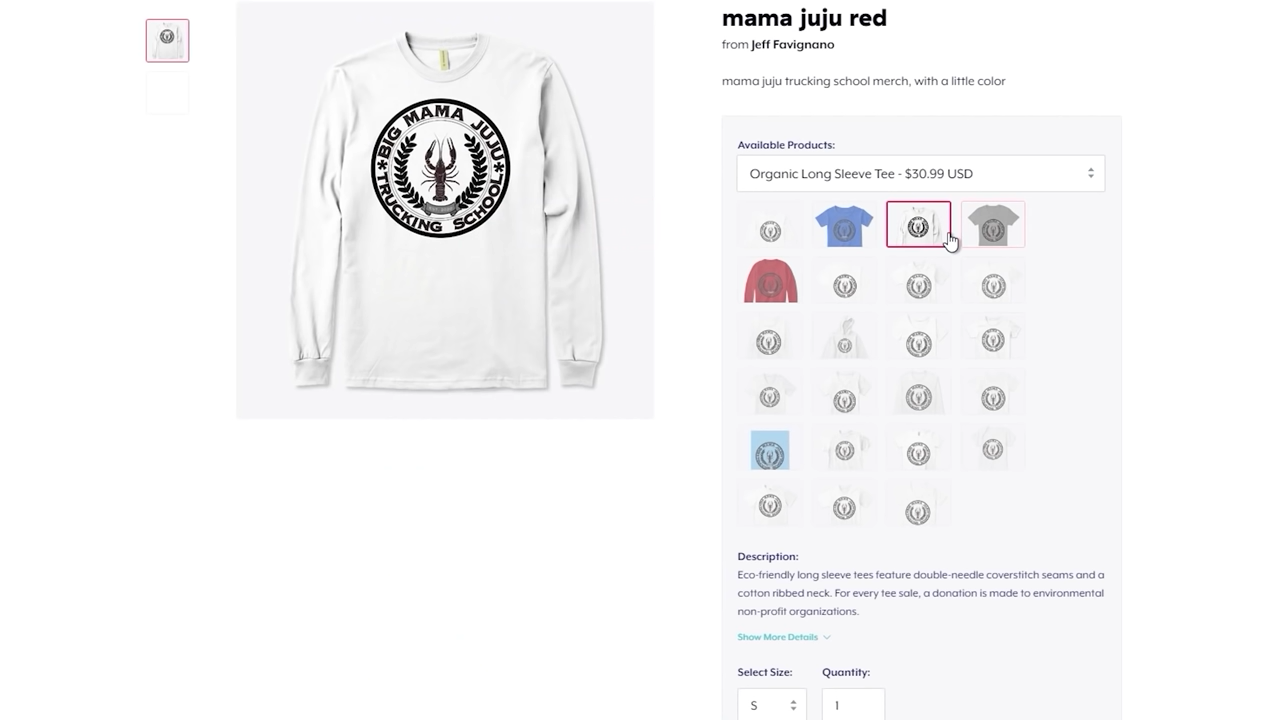 mama juju red
from Jeff Favignano
mama juju trucking school merch, with a little color
BIG MAMA JUJU
TRUCKING SCHOOL
Available Products:
Organic Long Sleeve Tee - $30.99 USD
Description:
Eco-friendly long sleeve tees feature double-needle coverstitch seams and a
cotton ribbed neck. For every tee sale, a donation is made to environmental
non-profit organizations.
Show More Details
Select Size:
Quantity:
S
1